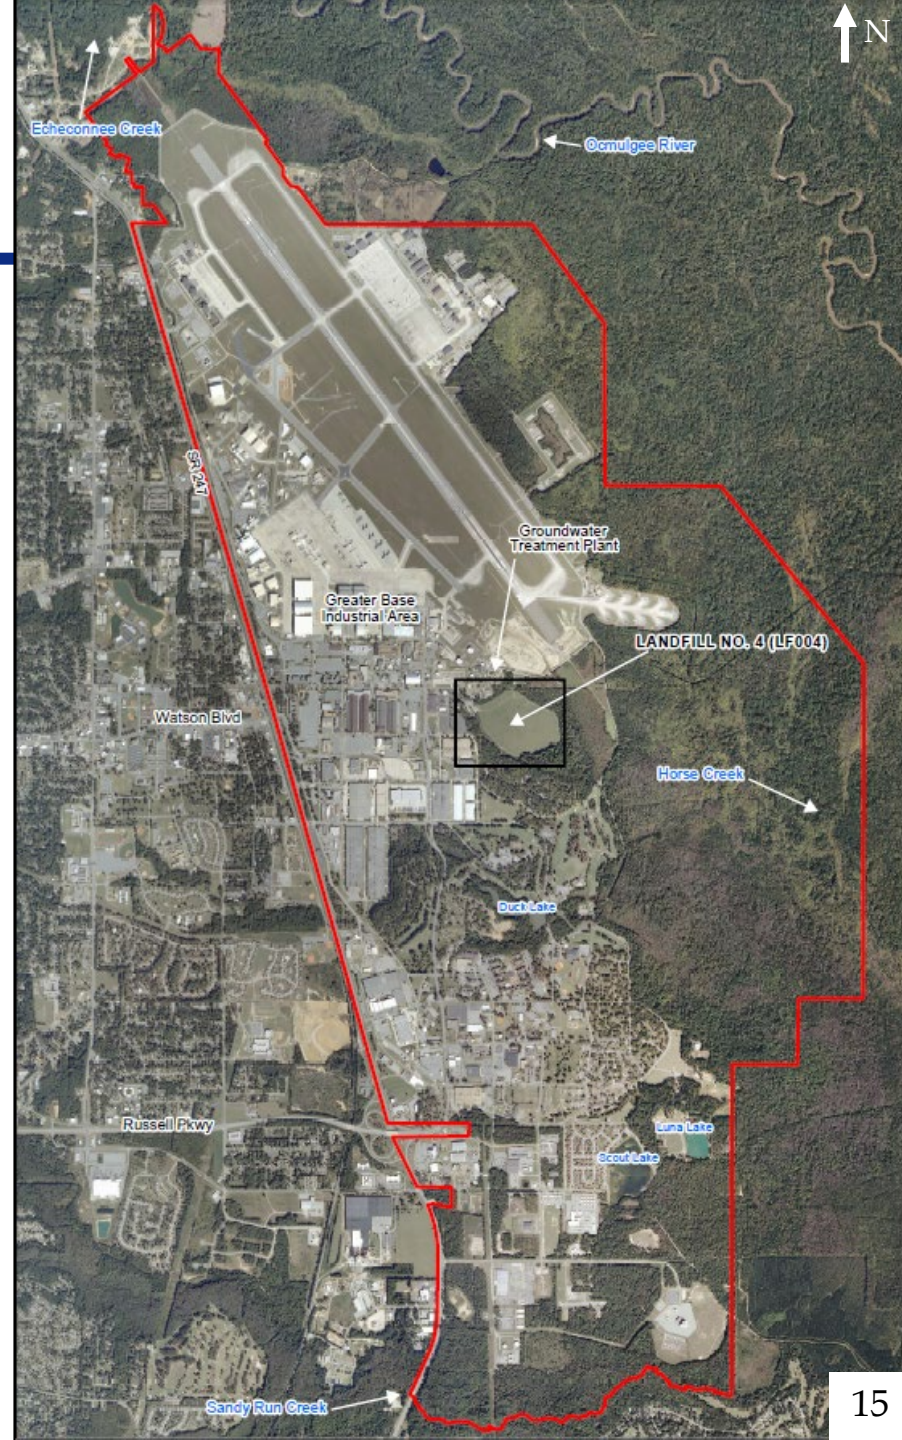 N
Echeconnee Creek
Ocmulgee River
SR 247
Groundwater
Treatment Plant
Greater Base
Industrial Area
LANDFILL NO. 4 (LF004)
Watson Blvd
Horse Creek
Duck Lake
Russell Pkwy
Luna Lake
Scout Lake
Sandy Run Creek
15